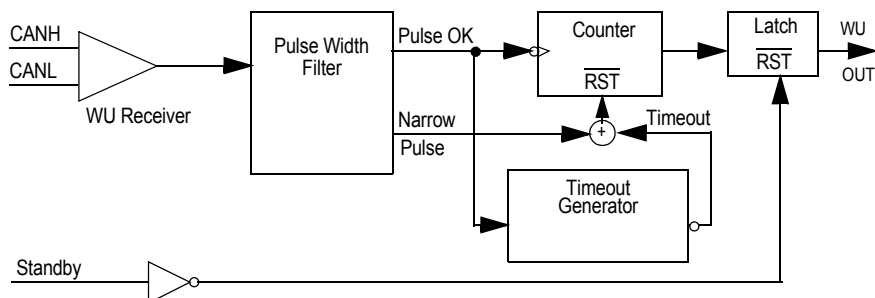 CANH
CANL
WU Receiver
Pulse Width
Filter
Pulse OK
Narrow
Pulse
Counter
RST
Timeout
Timeout
Generator
Latch
RST
WU
OUT
Standby
+